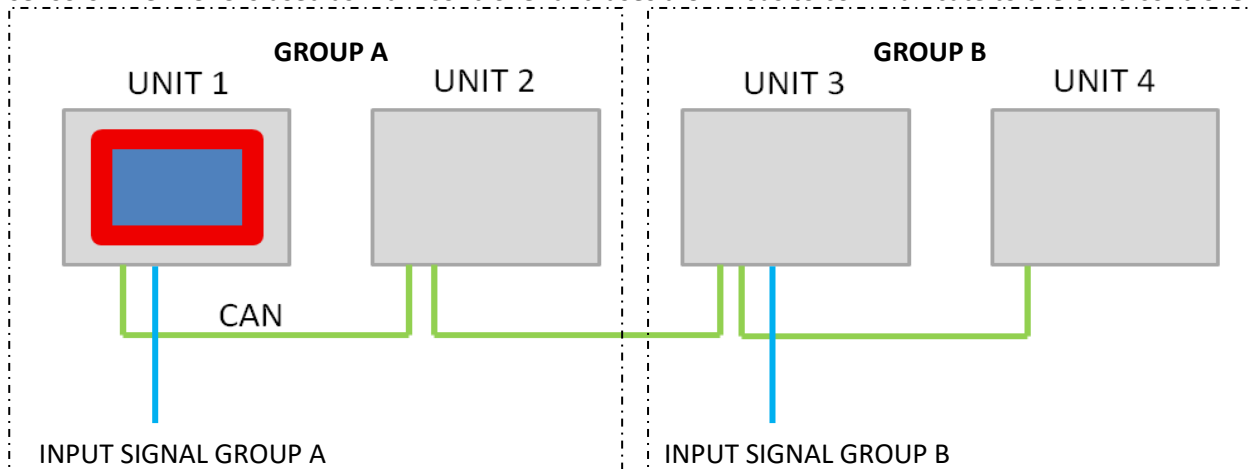 GROUP A
GROUP B
UNIT 1
UNIT 2
UNIT 3
UNIT 4
CAN
INPUT SIGNAL GROUP A
INPUT SIGNAL GROUP B